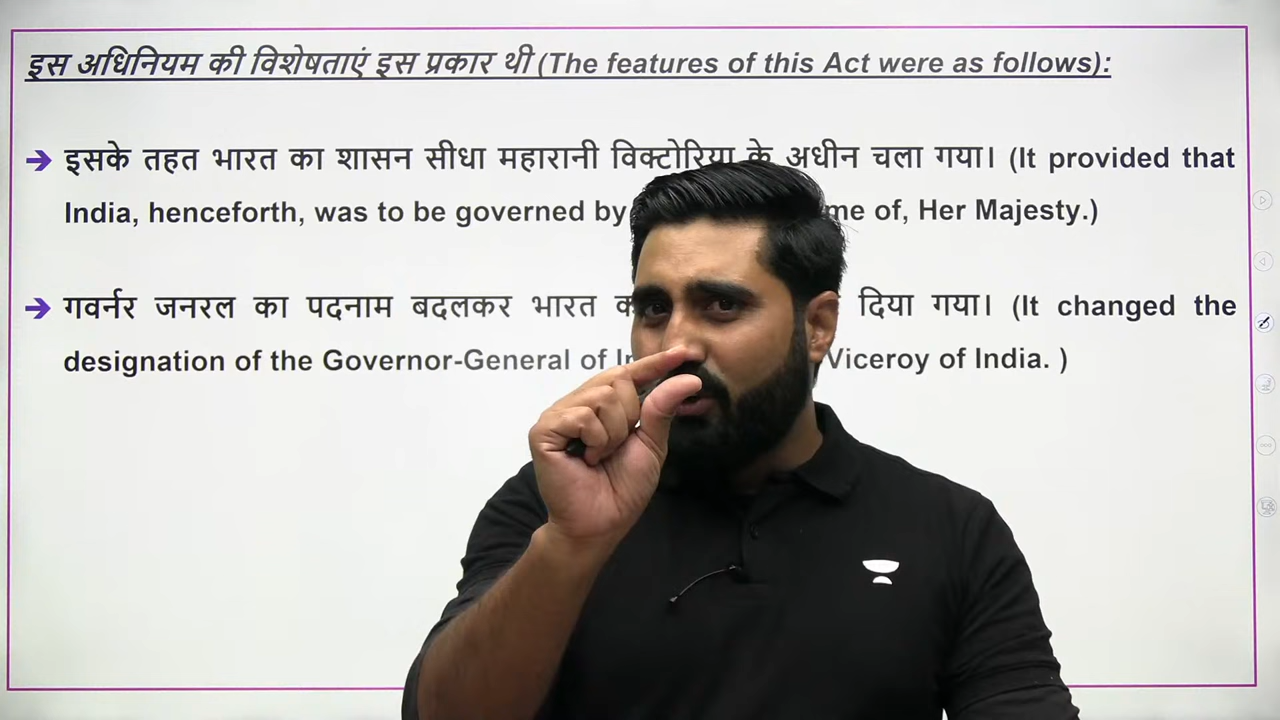 इस अधिनियम की विशेषताएं इस प्रकार थी (The features of this Act were as follows):
इसके तहत भारत का शासन सीधा महारानी विक्टोरिया के अधीन चला गया। (It provided that
India, henceforth, was to be governed by me of, Her Majesty.)
गवर्नर जनरल का पदनाम बदलकर भारत दिया गया। (It changed the
designation of the Governor-General of Viceroy of India. )